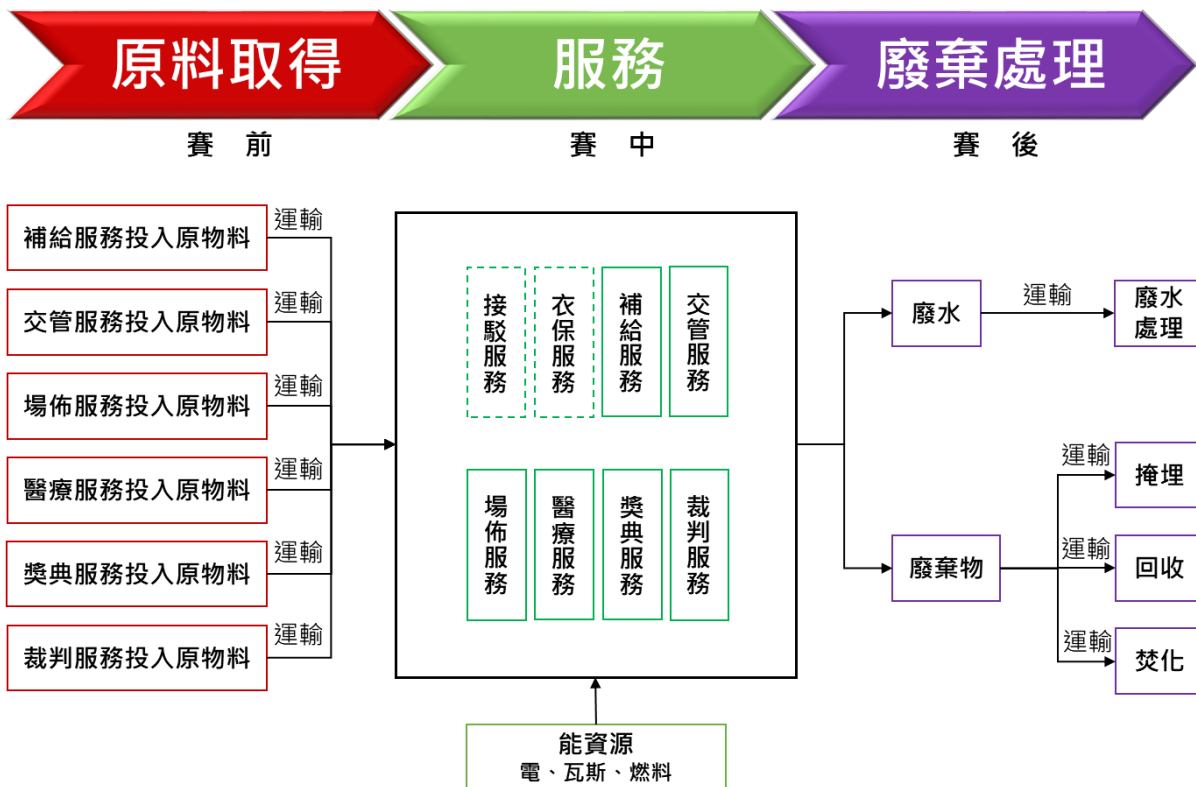 原料取得
服務
廢棄處理
賽 前
賽 中
賽 後
補給服務投入原物料
運輸
交管服務投入原物料
運輸
場佈服務投入原物料
運輸
醫療服務投入原物料
運輸
獎典服務投入原物料
運輸
裁判服務投入原物料
運輸
接駁服務
衣保服務
補給服務
交管服務
場佈服務
醫療服務
獎典服務
裁判服務
能資源
電、瓦斯、燃料
廢水
運輸
廢水
處理
廢棄物
運輸
掩埋
運輸
回收
運輸
焚化